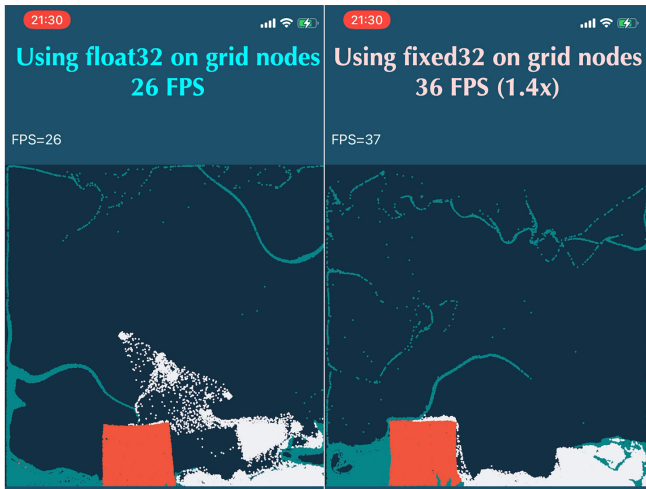 21:30
Using float32 on grid nodes
26 FPS
FPS=26
21:30
Using fixed32 on grid nodes
36 FPS (1.4x)
FPS=37